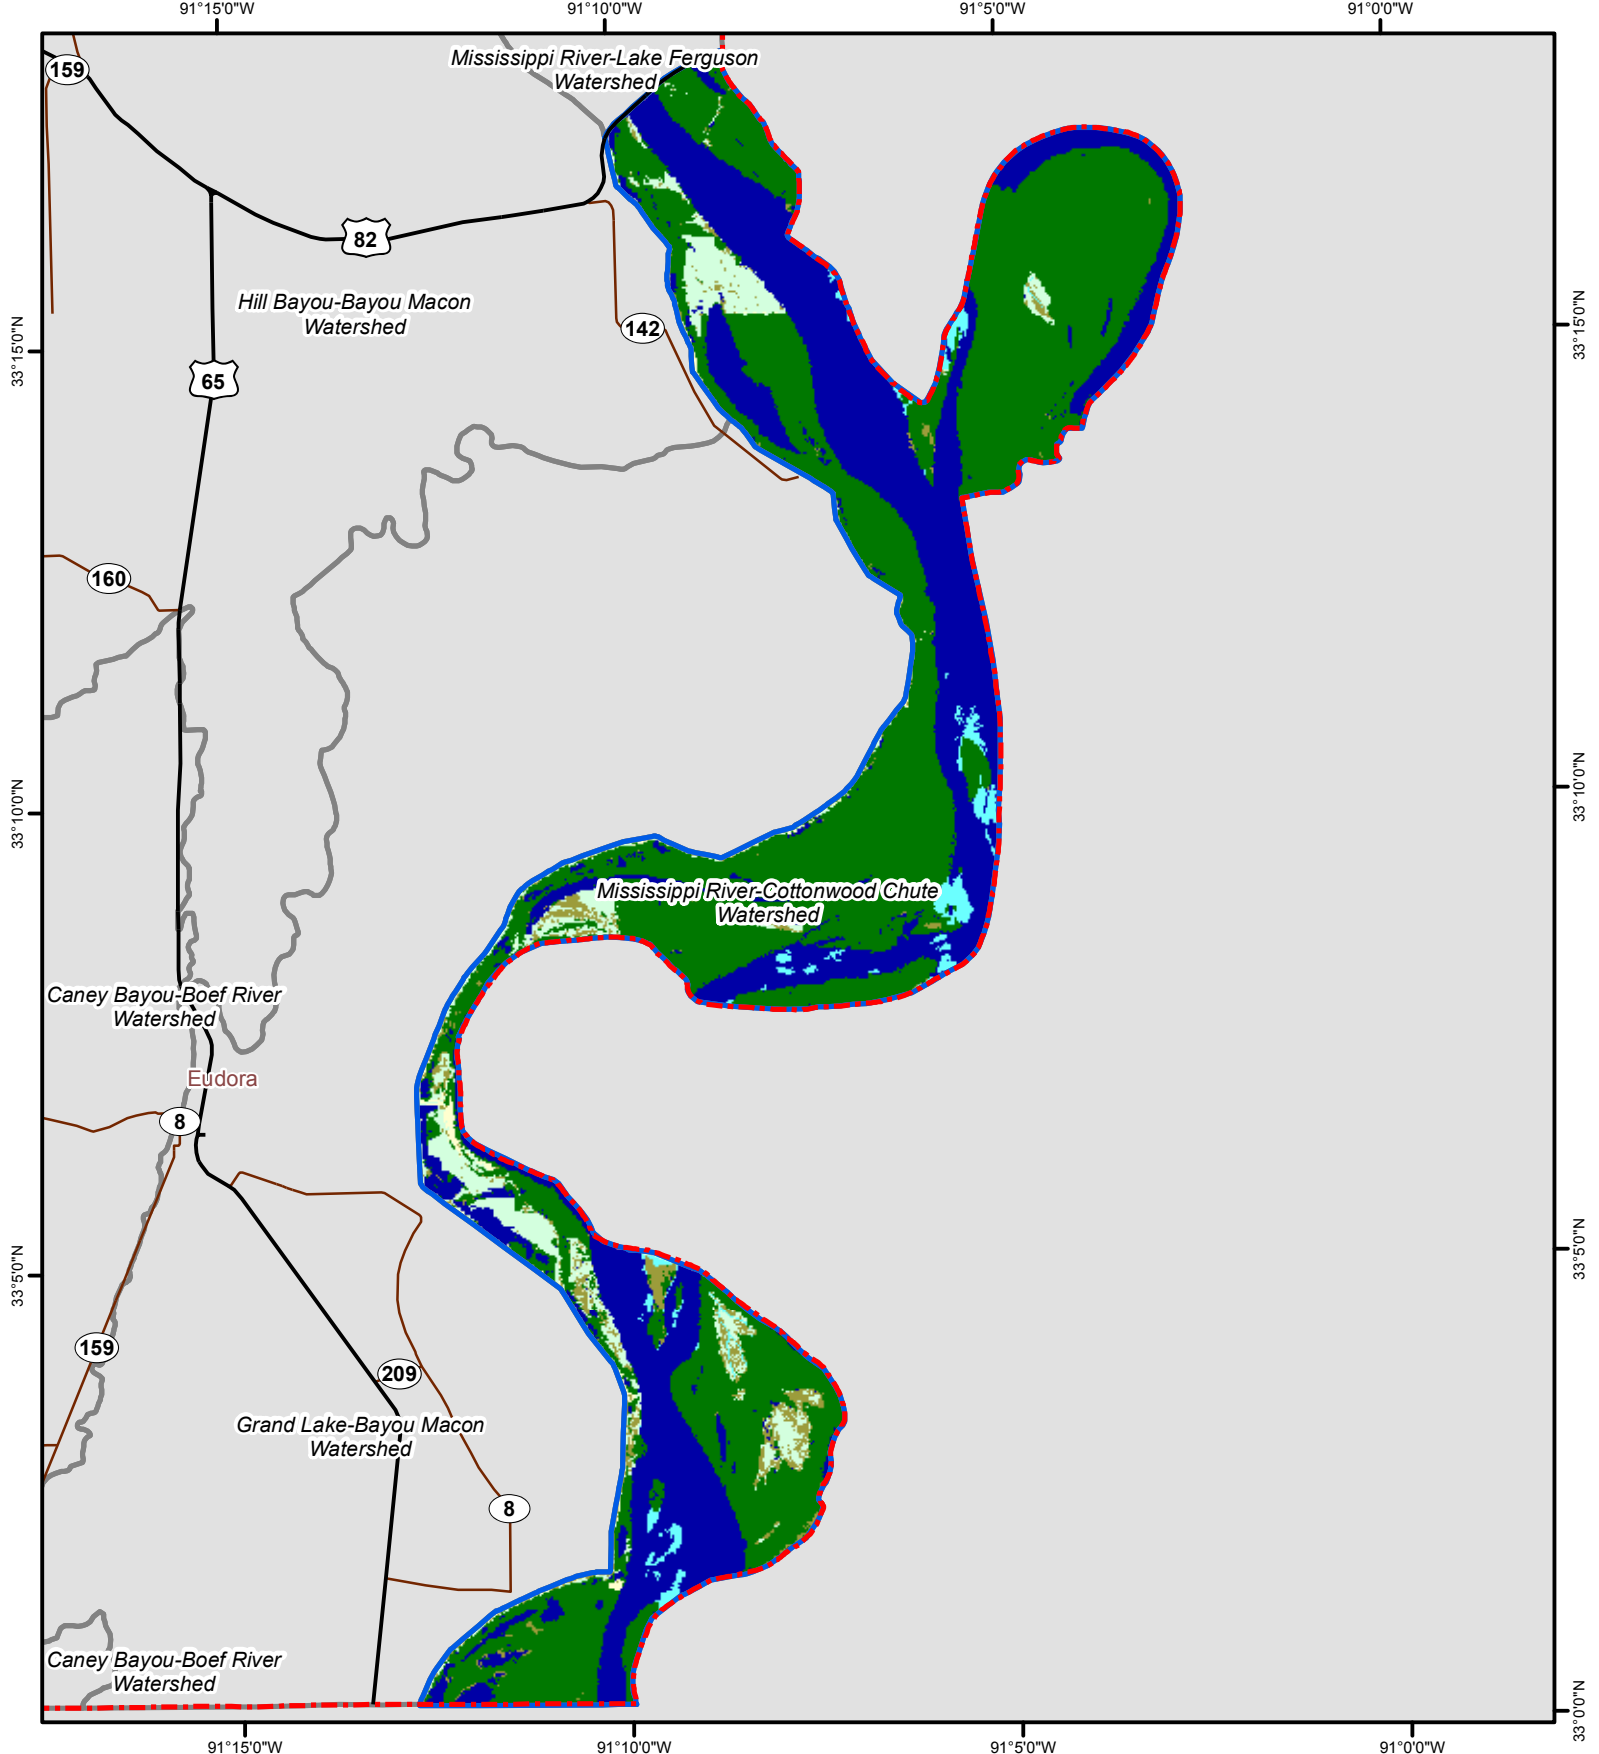 91°15'0"W
91°10'0"W
91°5'0"W
91°0'0"W
Mississippi River-Lake Ferguson
Watershed
159
82
Hill Bayou-Bayou Macon
Watershed
142
65
33°15'0"N
33°15'0"N
160
33°10'0"N
33°10'0"N
Mississippi River-Cottonwood Chute
Watershed
Caney Bayou-Boef River
Watershed
Eudora
8
33°5'0"N
33°5'0"N
159
209
Grand Lake-Bayou Macon
Watershed
8
Caney Bayou-Boef River
Watershed
33°0'0"N
91°15'0"W
91°10'0"W
91°5'0"W
91°0'0"W